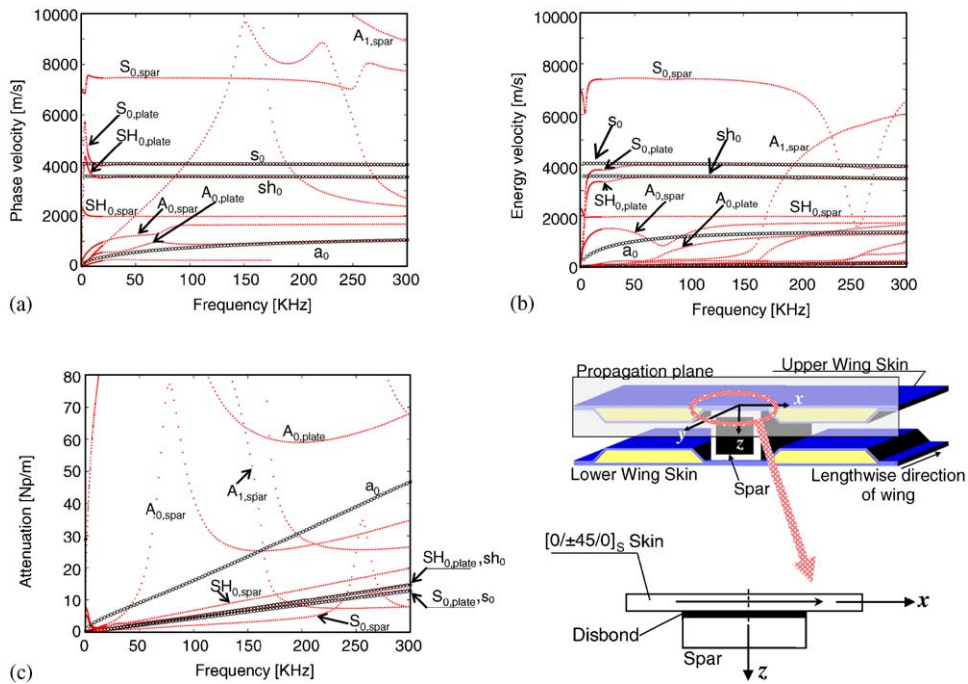 10000
8000
6000
4000
2000
0
Phase velocity [m/s]
S0,spar
A1,spar
S0,plate
SH0,plate
s0
sh0
SH0,spar
A0,spar
A0,plate
a0
0 50 100 150 200 250 300
Frequency [KHz]
(a)
10000
8000
6000
4000
2000
0
Energy velocity [m/s]
S0,spar
s0
S0,plate
sh0
A1,spar
SH0,plate
A0,spar
A0,plate
SH0,spar
a0
0 50 100 150 200 250 300
Frequency [KHz]
(b)
80
70
60
50
40
30
20
10
0
Attenuation [Np/m]
A0,plate
A1,spar
a0
A0,spar
SH0,plate,sh0
SH0,spar
S0,plate,s0
S0,spar
0 50 100 150 200 250 300
Frequency [KHz]
(c)
Propagation plane
Upper Wing Skin
x
y
z
Lower Wing Skin
Spar
Lengthwise direction
of wing
[0/±45/0]S Skin
x
Disbond
Spar
z